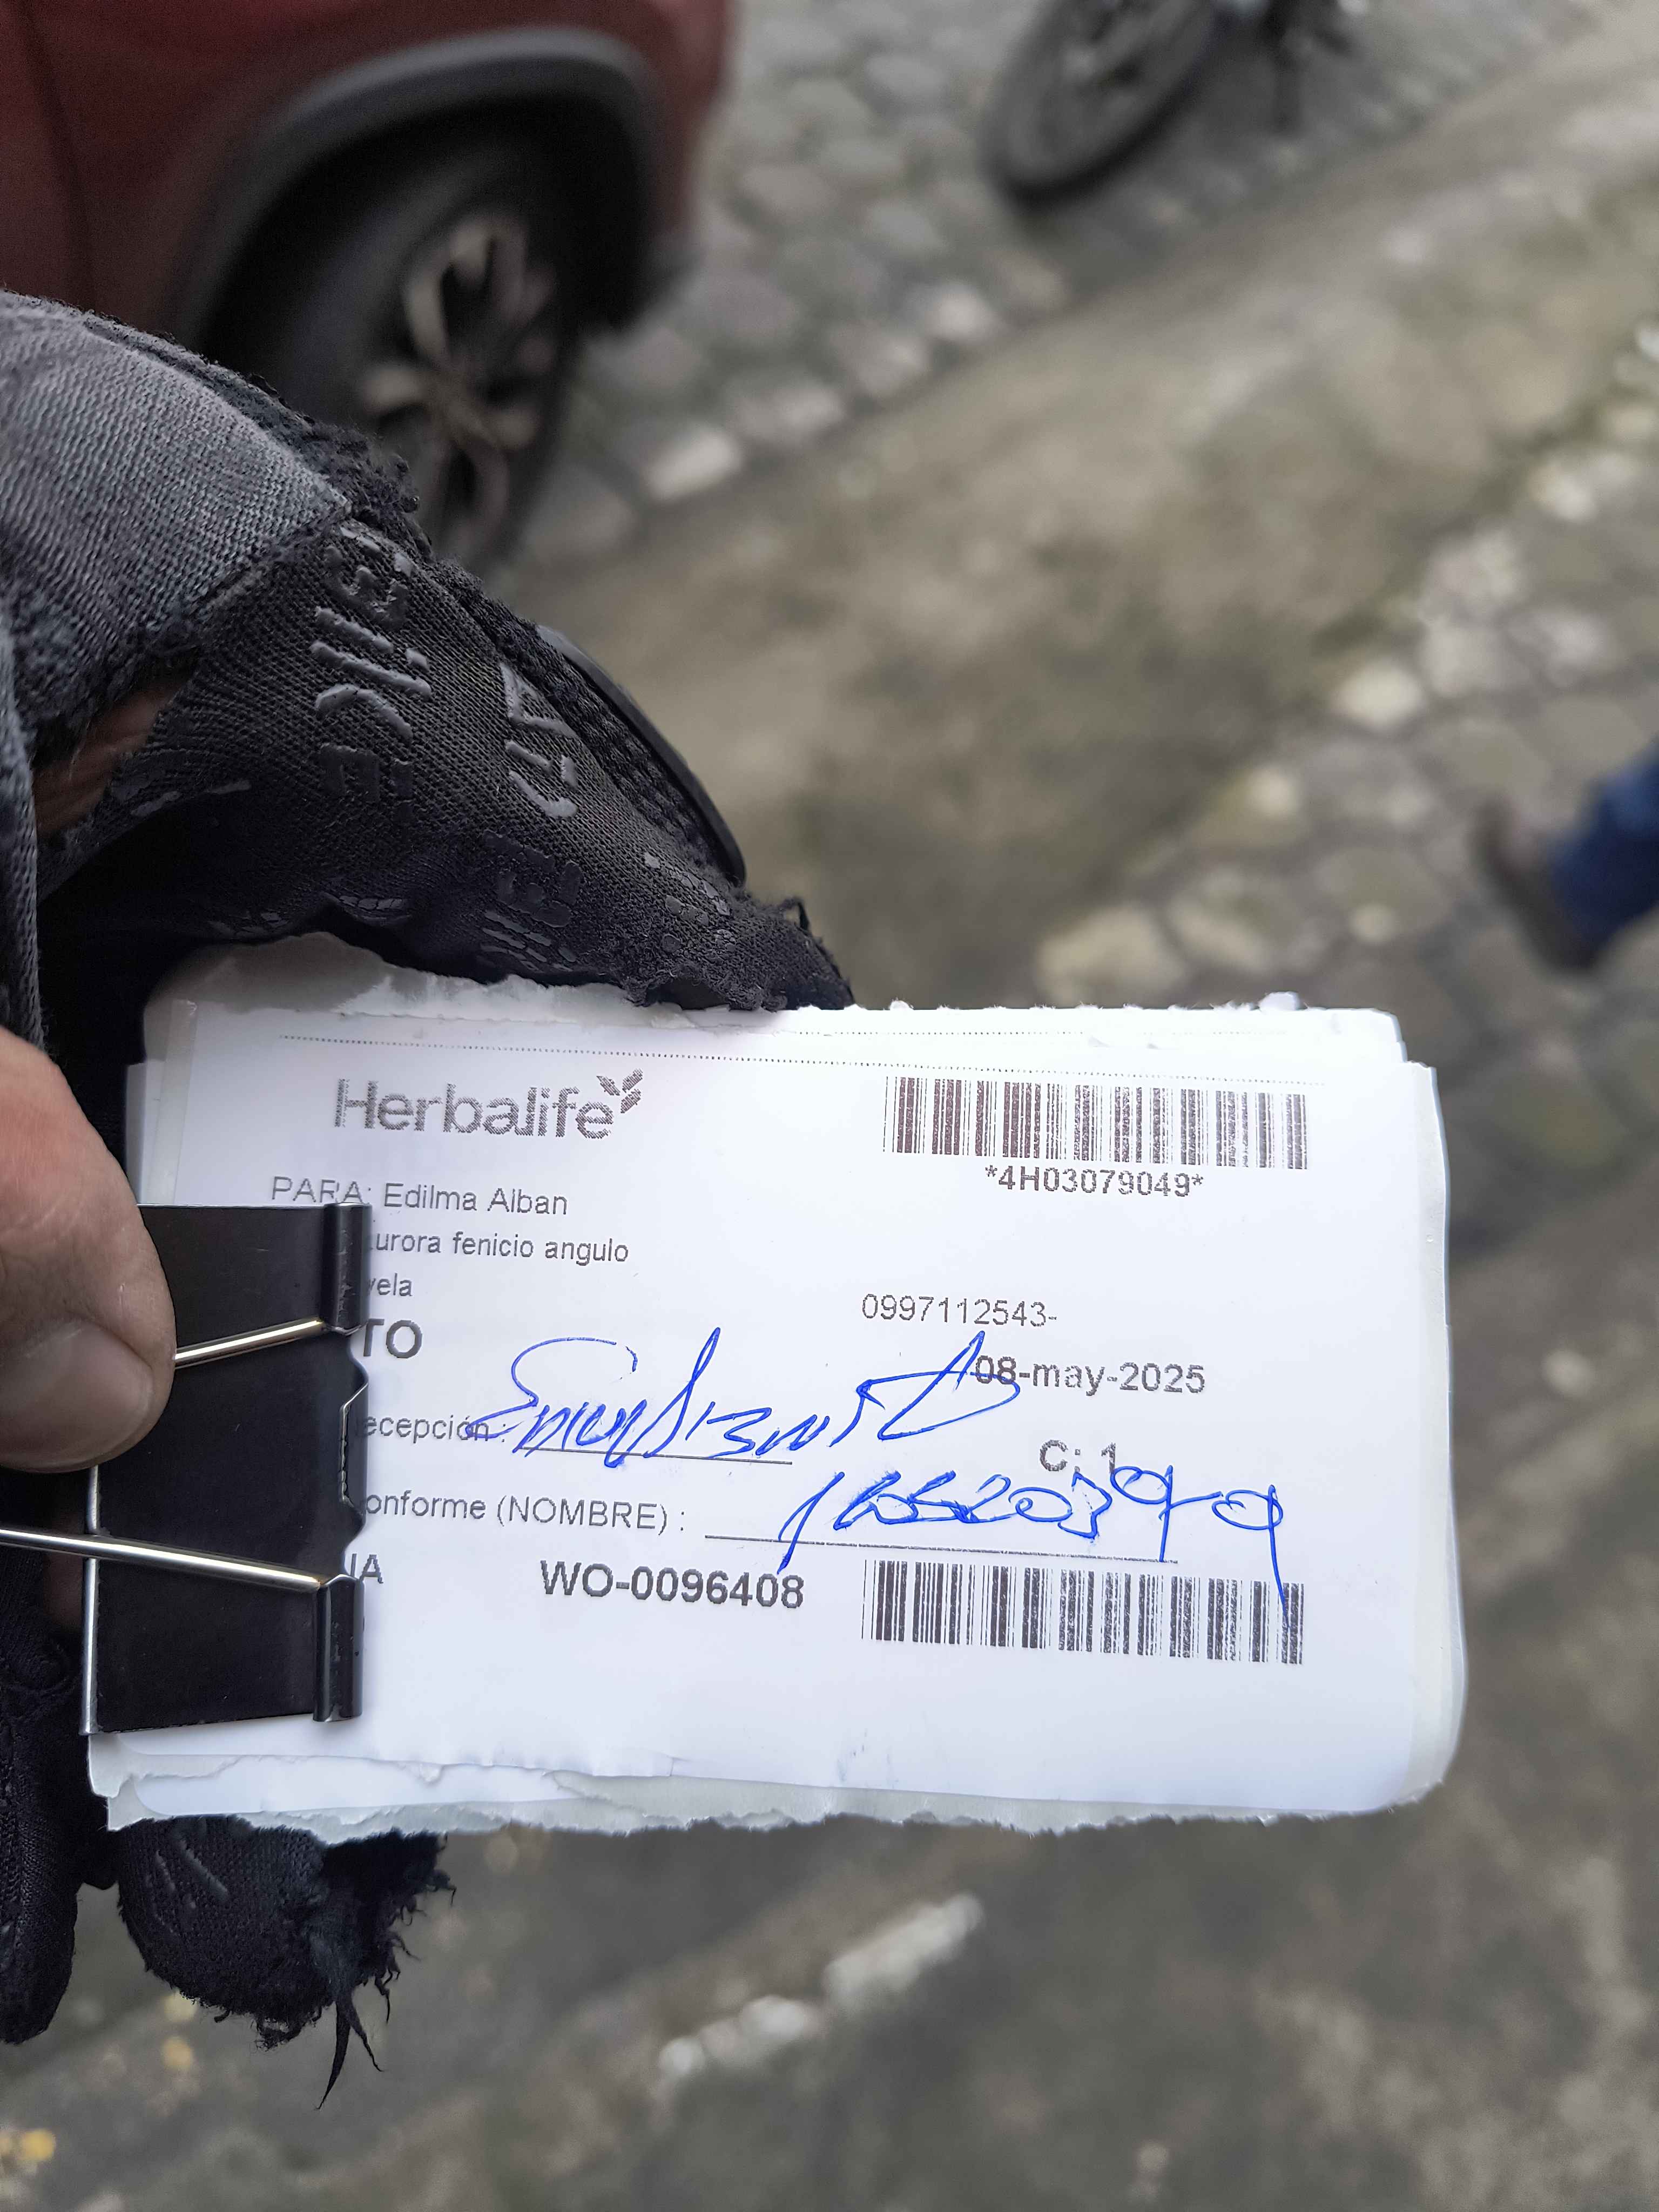 Herbalife
*4H03079049*
PARA: Edilma Alban
urora fenicio angulo
vela
0997112543-
TO
08-may-2025
ecepción :
C: 1
onforme (NOMBRE) :
IA
WO-0096408